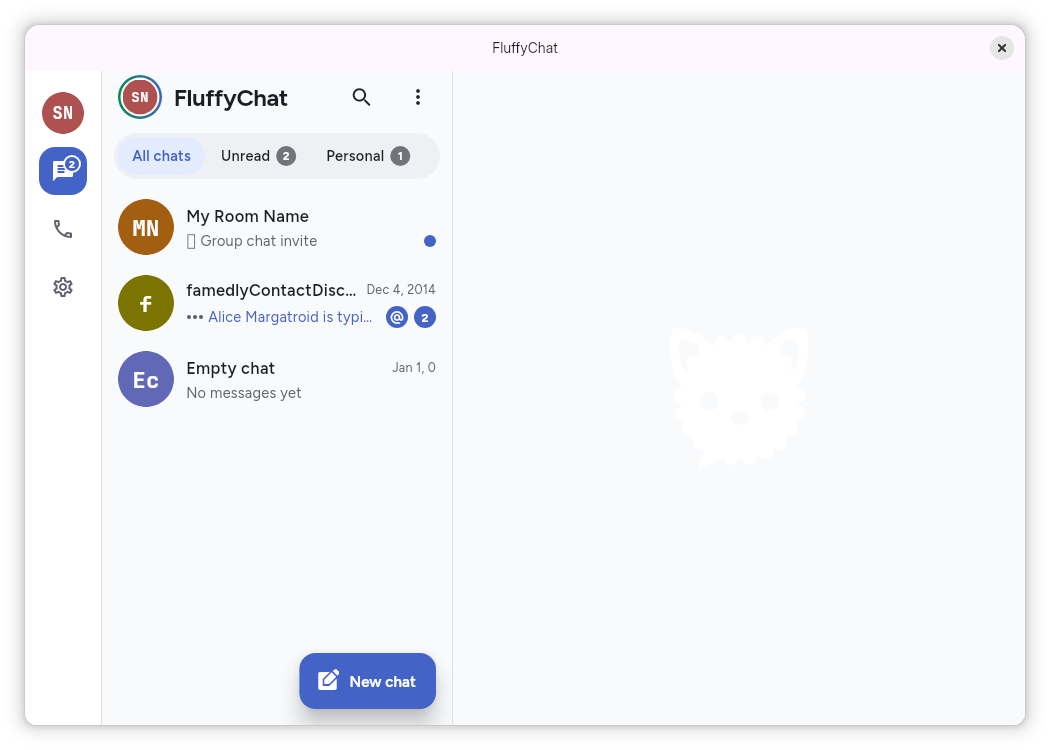 FluffyChat
SN
2
SN
FluffyChat
All chats
Unread 2
Personal 1
MN
My Room Name
Group chat invite
f
famedlyContactDisc...
Dec 4, 2014
Alice Margatroid is typi...
@
2
Ec
Empty chat
Jan 1, 0
No messages yet
New chat